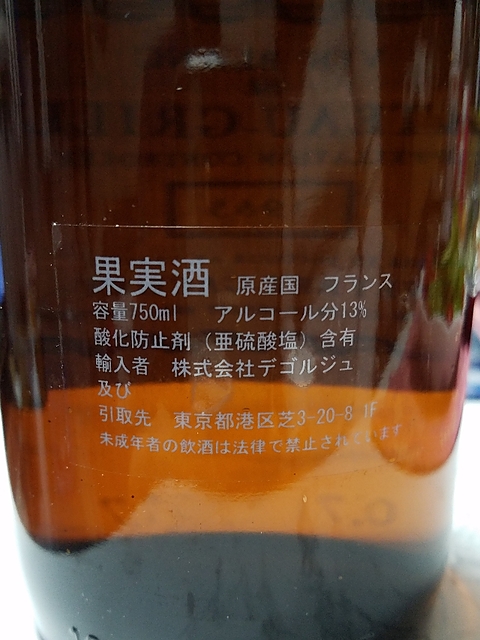 果実酒 原産国 フランス
容量750ml アルコール分13%
酸化防止剤（亜硫酸塩）含有
輸入者 株式会社デゴルジュ
及び
引取先 東京都港区芝3-20-8 1F
未成年者の飲酒は法律で禁止されています